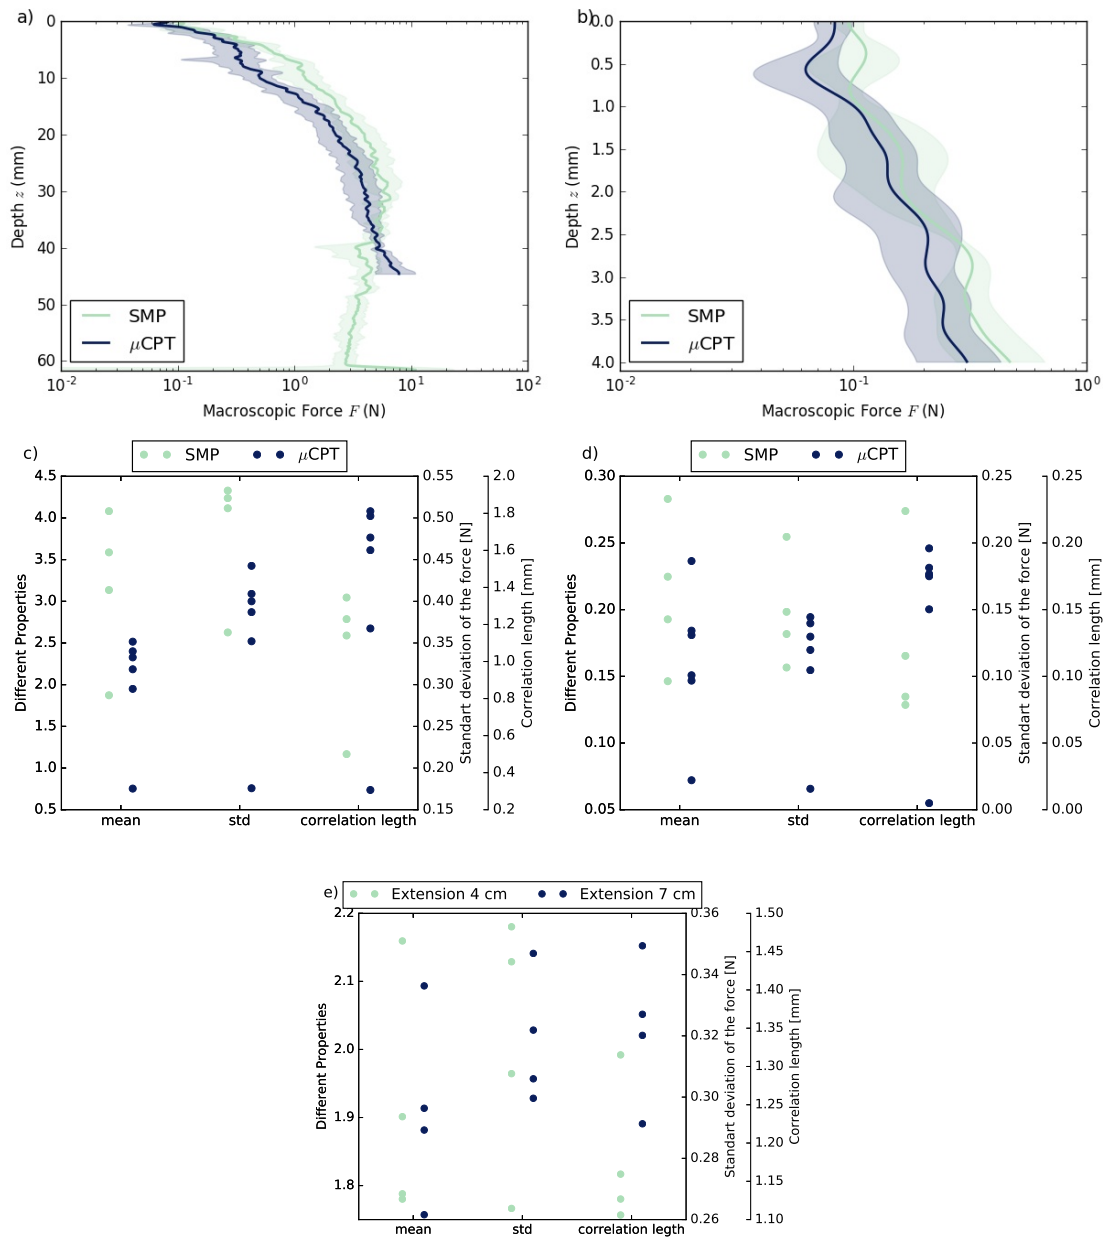 a)
0
10
20
30
40
50
60
Depth z (mm)
SMP
μCPT
10^-2 10^-1 10^0 10^1 10^2
Macroscopic Force F (N)
b)
0.0
0.5
1.0
1.5
2.0
2.5
3.0
3.5
4.0
Depth z (mm)
SMP
μCPT
10^-2 10^-1 10^0
Macroscopic Force F (N)
c)
SMP μCPT
4.5
4.0
3.5
3.0
2.5
2.0
1.5
1.0
0.5
Different Properties
mean std correlation legth
0.55
0.50
0.45
0.40
0.35
0.30
0.25
0.20
0.15
Standart deviation of the force [N]
2.0
1.8
1.6
1.4
1.2
1.0
0.8
0.6
0.4
0.2
Correlation length [mm]
d)
SMP μCPT
0.30
0.25
0.20
0.15
0.10
0.05
Different Properties
mean std correlation legth
0.25
0.20
0.15
0.10
0.05
0.00
Standart deviation of the force [N]
0.25
0.20
0.15
0.10
0.05
0.00
Correlation length [mm]
e)
Extension 4 cm Extension 7 cm
2.2
2.1
2.0
1.9
1.8
Different Properties
mean std correlation legth
0.36
0.34
0.32
0.30
0.28
0.26
Standart deviation of the force [N]
1.50
1.45
1.40
1.35
1.30
1.25
1.20
1.15
1.10
Correlation length [mm]